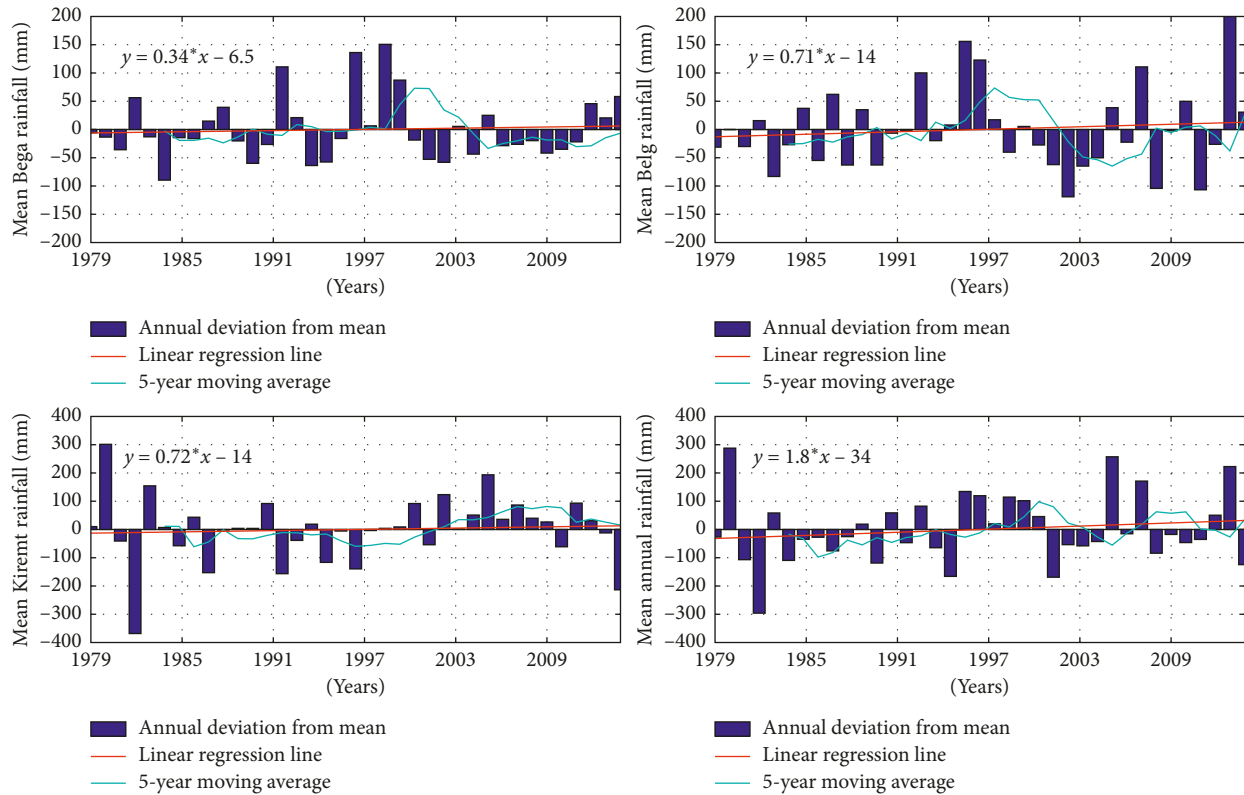 Mean Bega rainfall (mm)
200
150
100
50
0
−50
−100
−150
−200
y = 0.34*x – 6.5
1979 1985 1991 1997 2003 2009
(Years)
Annual deviation from mean
Linear regression line
5-year moving average
Mean Belg rainfall (mm)
200
150
100
50
0
−50
−100
−150
−200
y = 0.71*x – 14
1979 1985 1991 1997 2003 2009
(Years)
Annual deviation from mean
Linear regression line
5-year moving average
Mean Kiremt rainfall (mm)
400
300
200
100
0
−100
−200
−300
−400
y = 0.72*x – 14
1979 1985 1991 1997 2003 2009
(Years)
Annual deviation from mean
Linear regression line
5-year moving average
Mean annual rainfall (mm)
400
300
200
100
0
−100
−200
−300
−400
y = 1.8*x – 34
1979 1985 1991 1997 2003 2009
(Years)
Annual deviation from mean
Linear regression line
5-year moving average